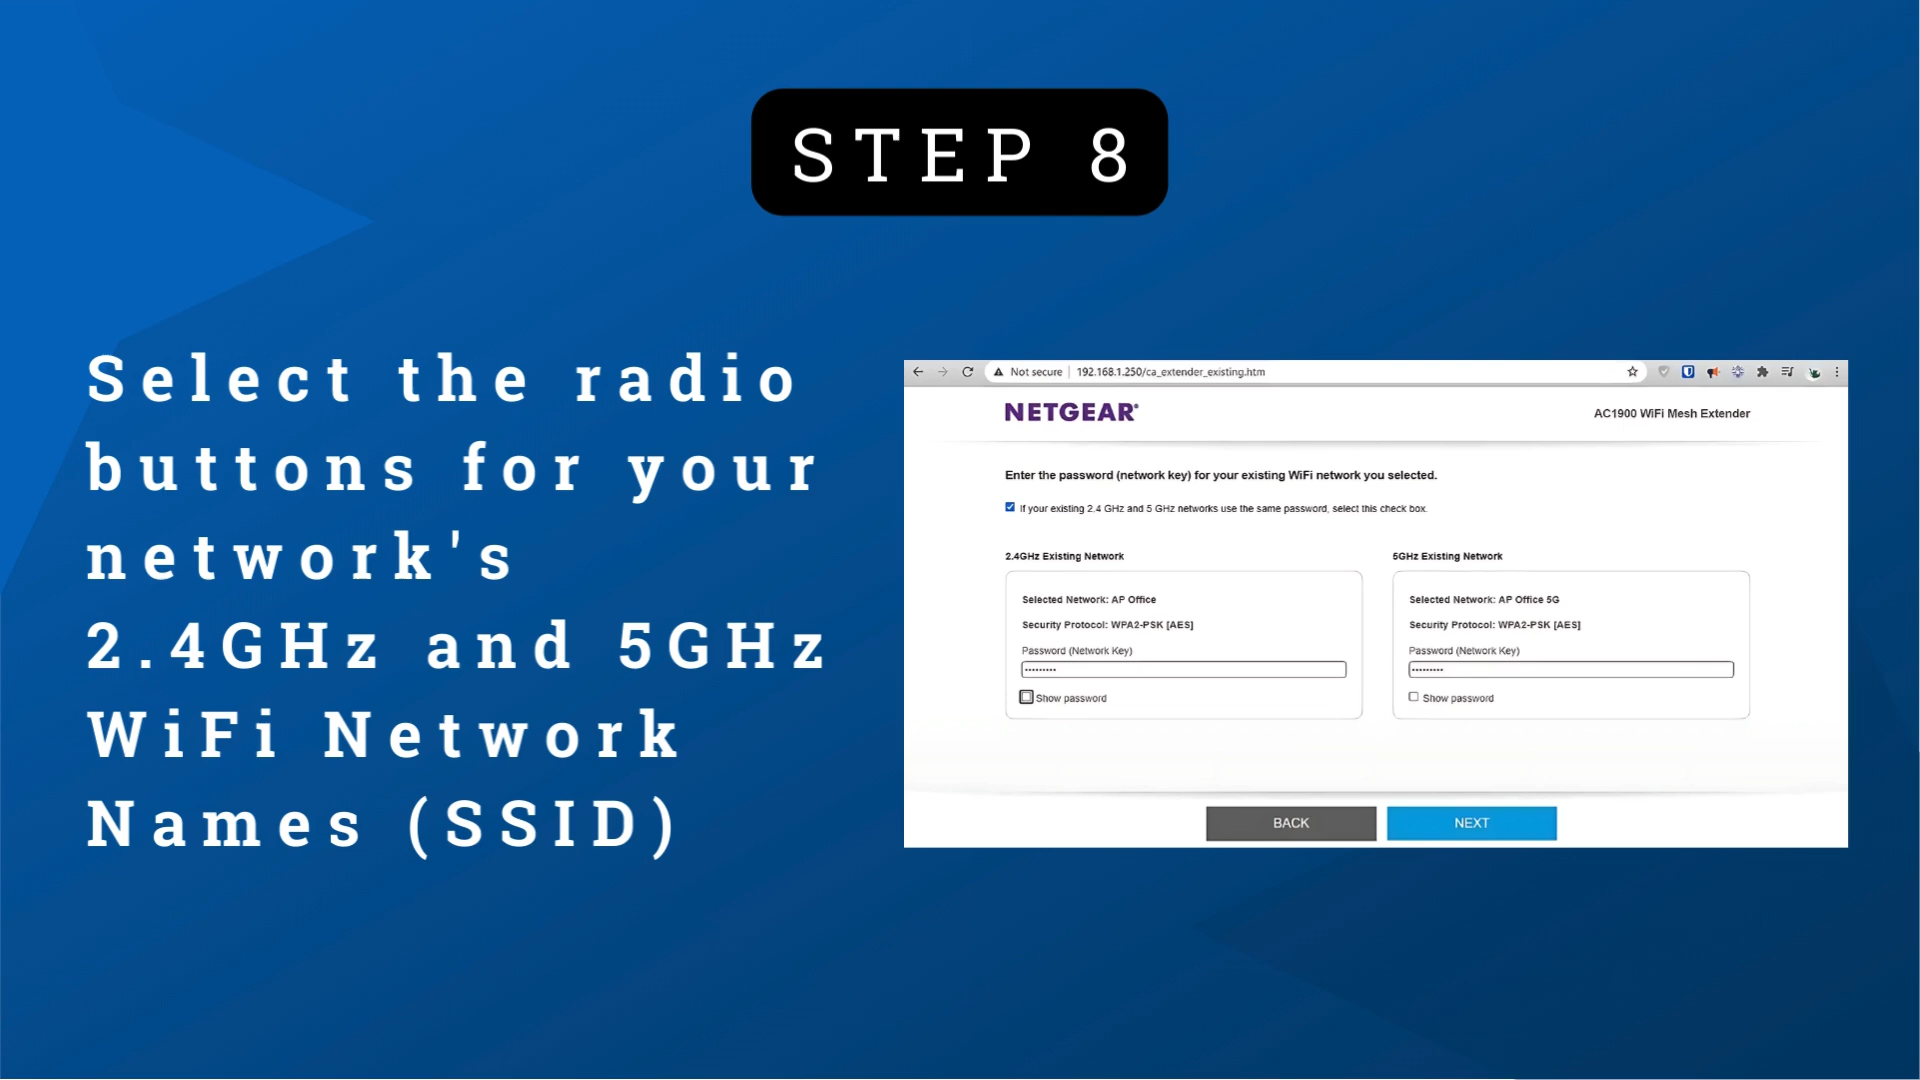 STEP 8
Select the radio
buttons for your
network's
2.4GHz and 5GHz
WiFi Network
Names (SSID)
Not secure | 192.168.1.250/ca_extender_existing.htm
NETGEAR®
AC1900 WiFi Mesh Extender
Enter the password (network key) for your existing WiFi network you selected.
If your existing 2.4 GHz and 5 GHz networks use the same password, select this check box.
2.4GHz Existing Network
Selected Network: AP Office
Security Protocol: WPA2-PSK [AES]
Password (Network Key)
•••••••••
Show password
5GHz Existing Network
Selected Network: AP Office 5G
Security Protocol: WPA2-PSK [AES]
Password (Network Key)
•••••••••
Show password
BACK
NEXT